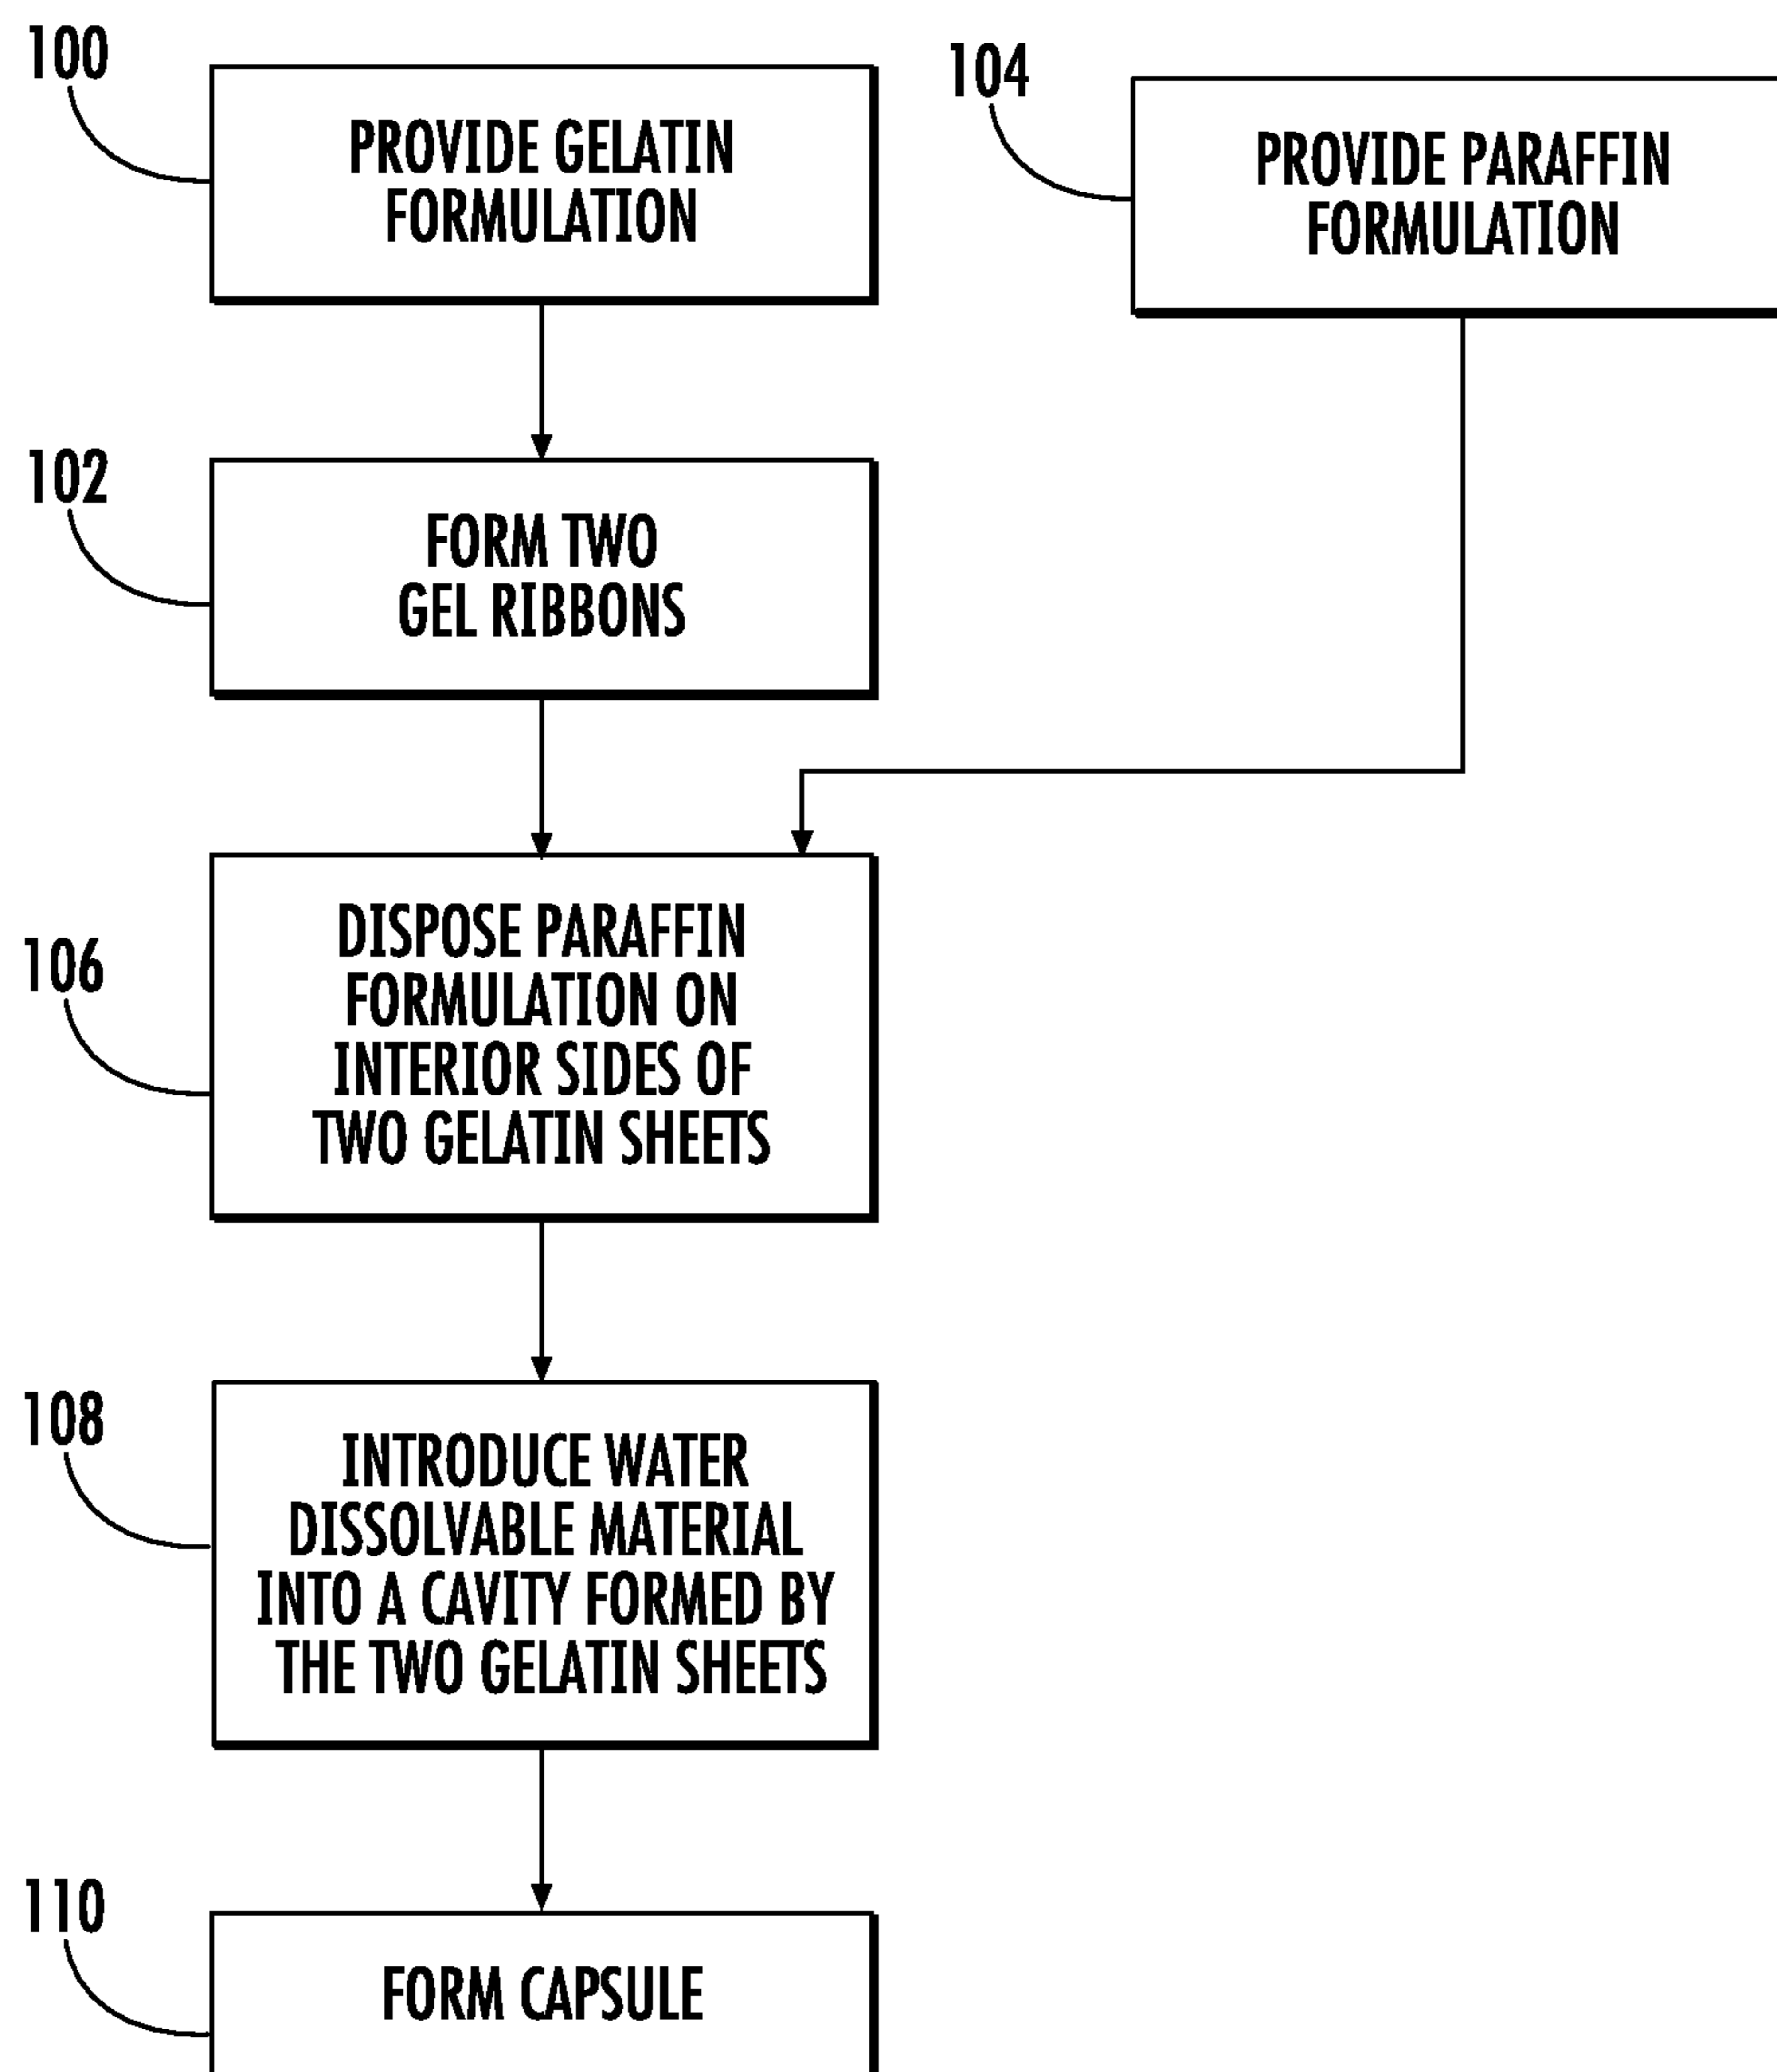 100
PROVIDE GELATIN
FORMULATION
104
PROVIDE PARAFFIN
FORMULATION
102
FORM TWO
GEL RIBBONS
106
DISPOSE PARAFFIN
FORMULATION ON
INTERIOR SIDES OF
TWO GELATIN SHEETS
108
INTRODUCE WATER
DISSOLVABLE MATERIAL
INTO A CAVITY FORMED BY
THE TWO GELATIN SHEETS
110
FORM CAPSULE